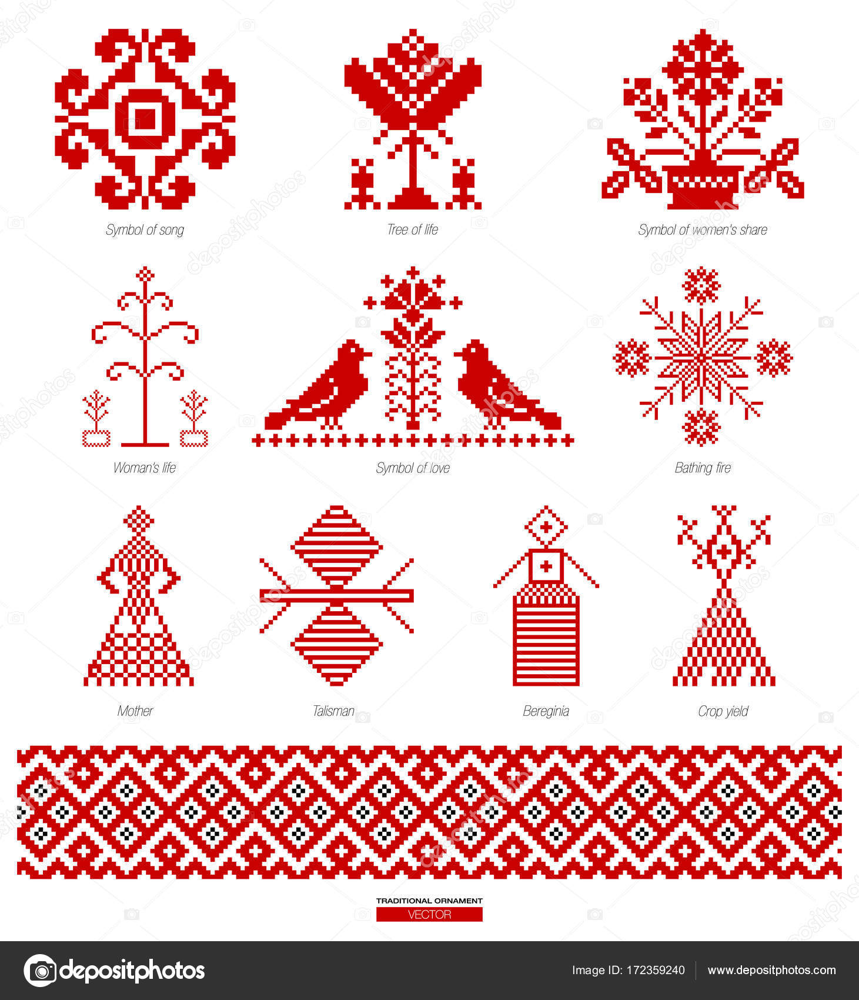 Symbol of song
Tree of life
Symbol of women's share
Woman's life
Symbol of love
Bathing fire
Mother
Talisman
Bereginia
Crop yield
TRADITIONAL ORNAMENT
VECTOR
depositphotos
Image ID: 172359240
www.depositphotos.com